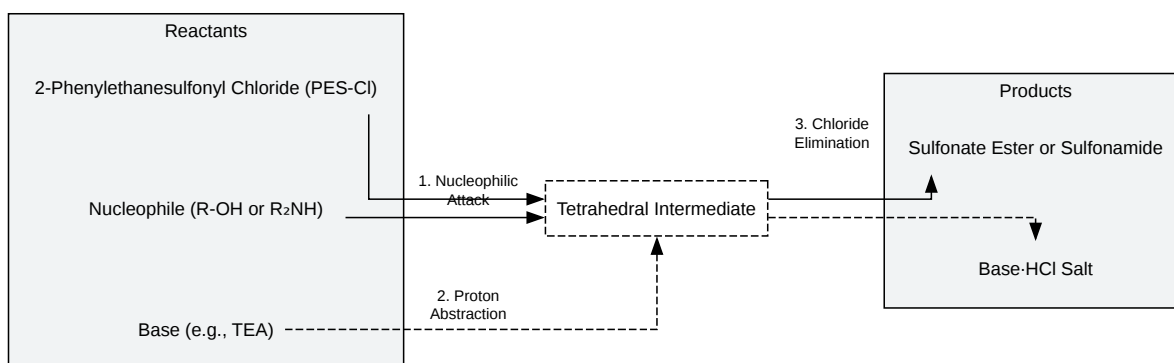 Reactants
2-Phenylethanesulfonyl Chloride (PES-Cl)
Nucleophile (R-OH or R₂NH)
Base (e.g., TEA)
1. Nucleophilic
Attack
2. Proton
Abstraction
Tetrahedral Intermediate
3. Chloride
Elimination
Products
Sulfonate Ester or Sulfonamide
Base·HCl Salt